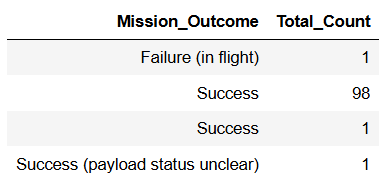 Mission_Outcome Total_Count
Failure (in flight) 1
Success 98
Success 1
Success (payload status unclear) 1